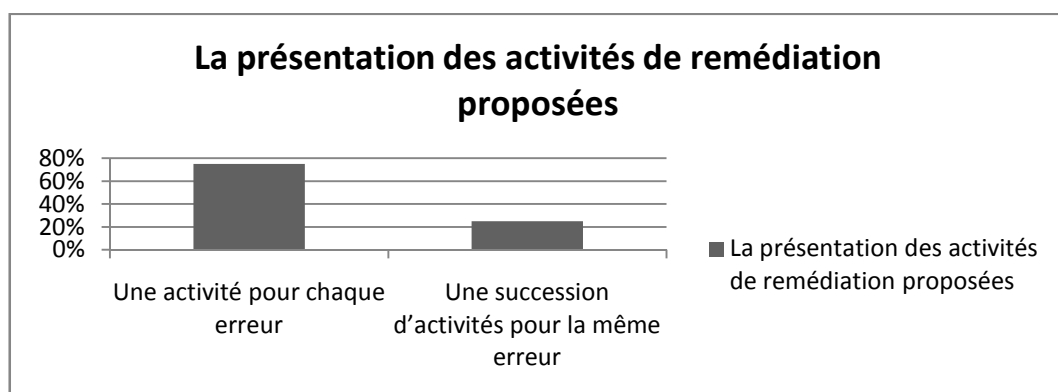 La présentation des activités de remédiation
proposées
80%
60%
40%
20%
0%
Une activité pour chaque
erreur
Une succession
d’activités pour la même
erreur
La présentation des activités
de remédiation proposées